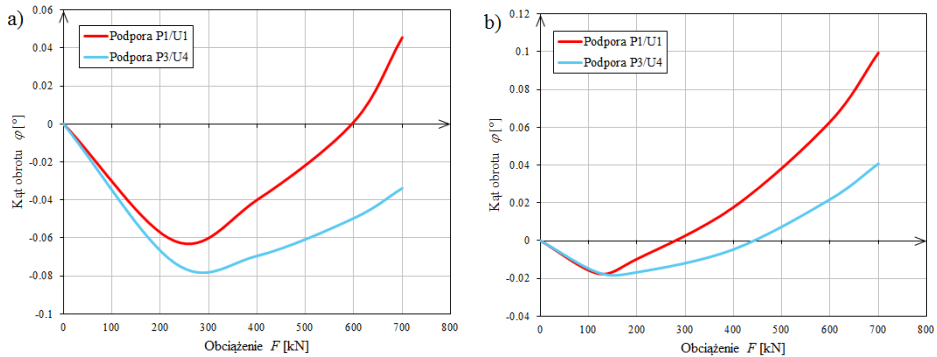 a)
Podpora P1/U1
Podpora P3/U4
Kąt obrotu φ [°]
0.06
0.04
0.02
0
-0.02
-0.04
-0.06
-0.08
-0.1
0 100 200 300 400 500 600 700 800
Obciążenie F [kN]
b)
Podpora P1/U1
Podpora P3/U4
Kąt obrotu φ [°]
0.12
0.1
0.08
0.06
0.04
0.02
0
-0.02
-0.04
0 100 200 300 400 500 600 700 800
Obciążenie F [kN]